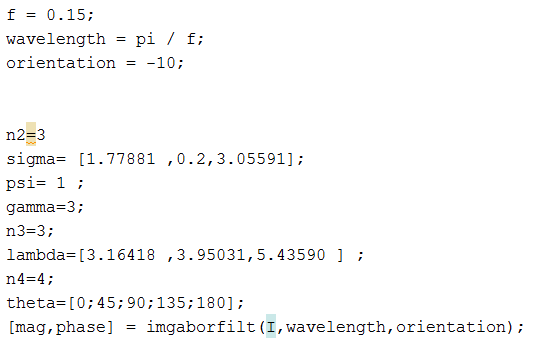 f = 0.15;
wavelength = pi / f;
orientation = -10;
n2=3
sigma= [1.77881 ,0.2,3.05591];
psi= 1 ;
gamma=3;
n3=3;
lambda=[3.16418 ,3.95031,5.43590 ] ;
n4=4;
theta=[0;45;90;135;180];
[mag,phase] = imgaborfilt(I,wavelength,orientation);